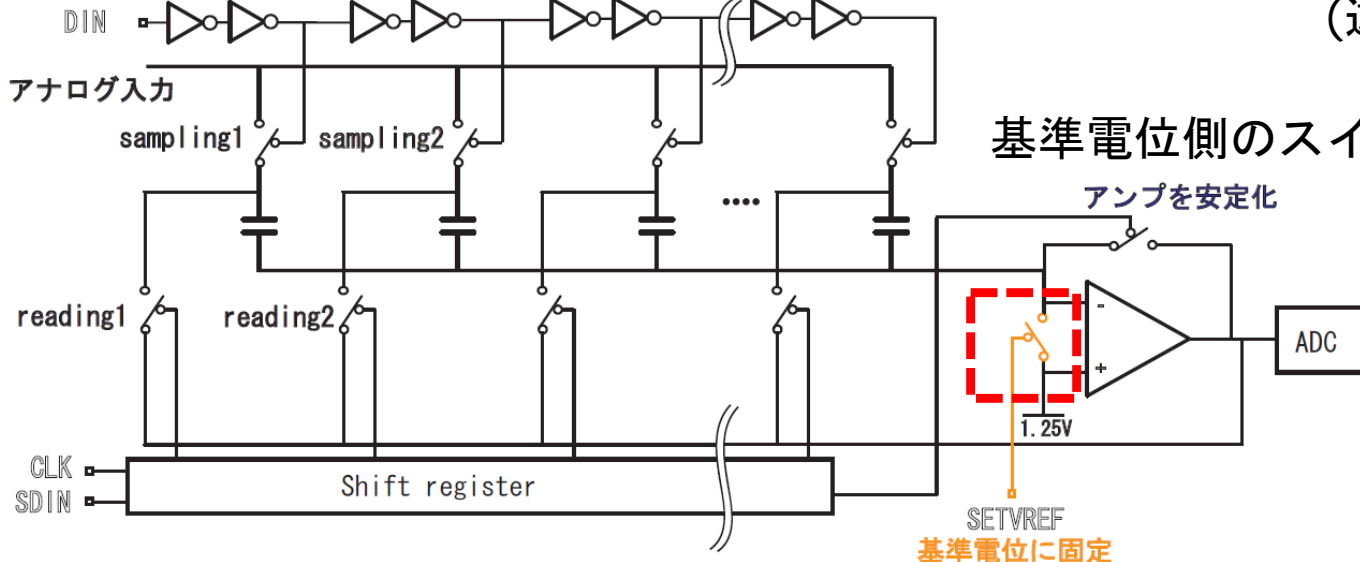 DIN
アナログ入力
sampling1
sampling2
基準電位側のスイ
アンプを安定化
reading1
reading2
-
+
ADC
1.25V
CLK
SDIN
Shift register
SETVREF
基準電位に固定